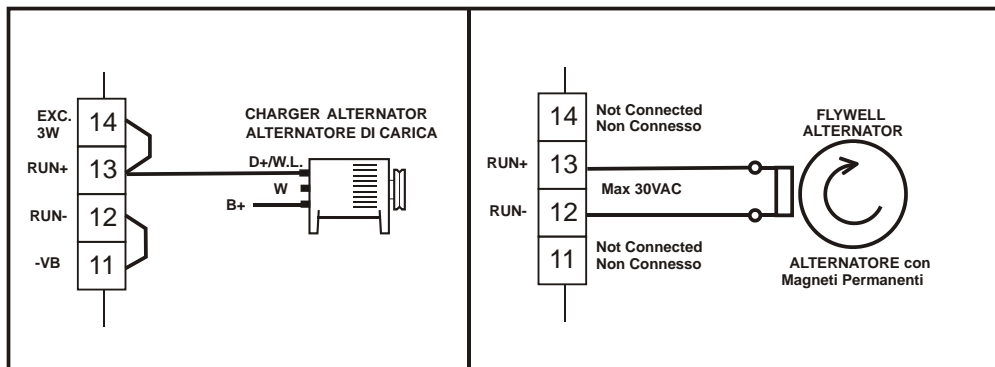 EXC.
3W
14
RUN+
13
RUN-
12
-VB
11
CHARGER ALTERNATOR
ALTERNATORE DI CARICA
D+/W.L.
W
B+
14
Not Connected
Non Connesso
RUN+
13
RUN-
12
Max 30VAC
11
Not Connected
Non Connesso
FLYWELL
ALTERNATOR
ALTERNATORE con
Magneti Permanenti